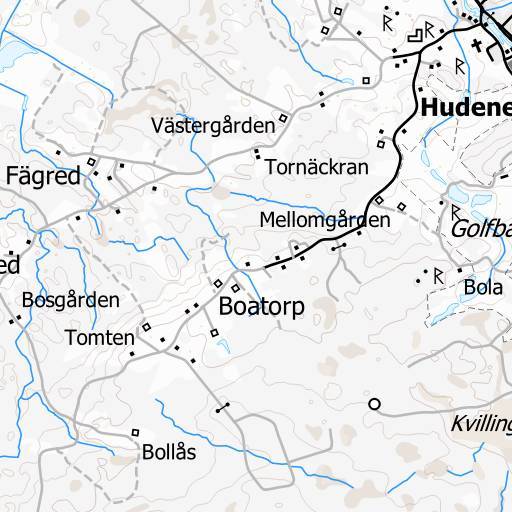 Hudene
Västergården
Tornäckran
Fägred
Mellomgården
Golfba
ed
Bosgården
Boatorp
Bola
Tomten
Kvilling
Bollås